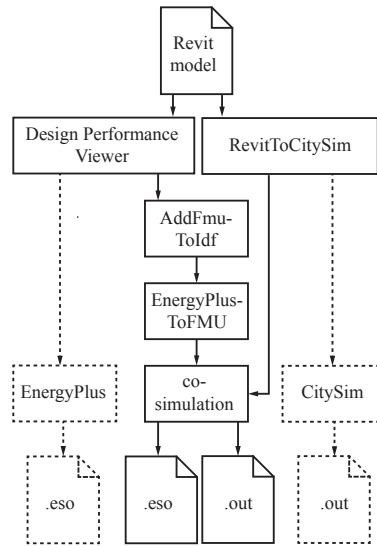 Revit
model
Design Performance
Viewer
RevitToCitySim
AddFmu-
ToIdf
EnergyPlus-
ToFMU
EnergyPlus
co-
simulation
CitySim
.eso
.eso
.out
.out